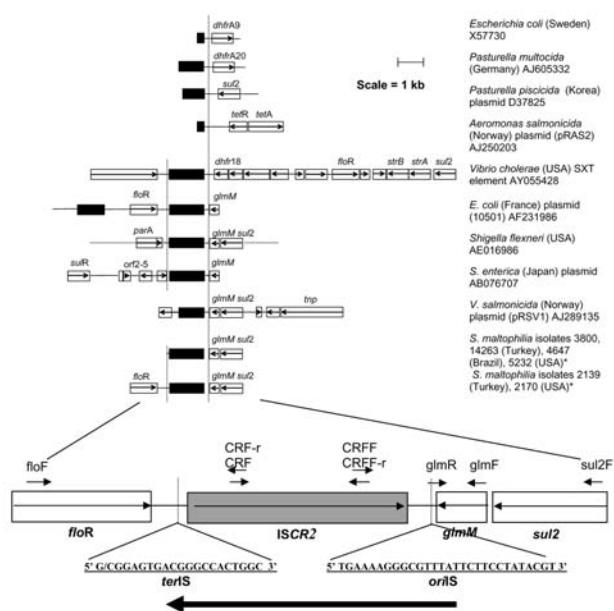 dhfrA9
Escherichia coli (Sweden)
X57730
dhfrA20
Pasturella multocida
(Germany) AJ605332
Scale = 1 kb
sul2
Pasturella piscicida (Korea)
plasmid D37825
tetR tetA
Aeromonas salmonicida
(Norway) plasmid (pRAS2)
AJ250203
dhfr18 floR strB strA sul2
Vibrio cholerae (USA) SXT
element AY055428
floR glmM
E. coli (France) plasmid
(10501) AF231986
parA glmM sul2
Shigella flexneri (USA)
AE016986
sulR orf2-5 glmM
S. enterica (Japan) plasmid
AB076707
glmM sul2 tnp
V. salmonicida (Norway)
plasmid (pRSV1) AJ289135
glmM sul2
S. maltophilia isolates 3800,
14263 (Turkey), 4647
(Brazil), 5232 (USA)*
floR glmM sul2
S. maltophilia isolates 2139
(Turkey), 2170 (USA)*
floF CRF-r CRFF glmR glmF sul2F
CRF CRFF-r
floR ISCR2 glmM sul2
5' G/CGGAGTGACGGGCCACTGGC 3'
5' TGAAAAGGGCGTTTATTCTTCCTATACGT 3'
terIS oriIS